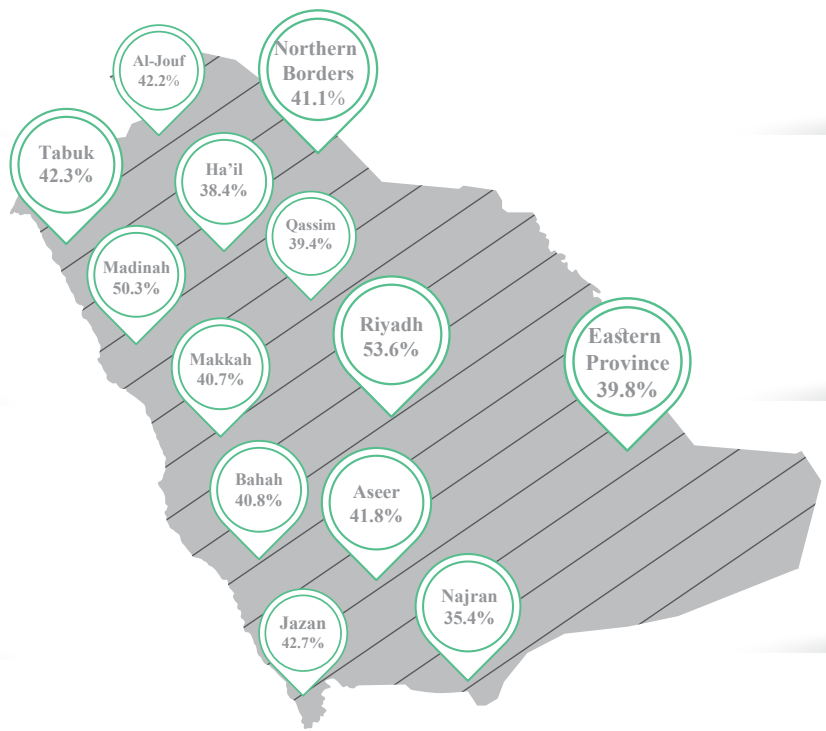 Al-Jouf
42.2%
Northern
Borders
41.1%
Tabuk
42.3%
Ha’il
38.4%
Qassim
39.4%
Madinah
50.3%
Riyadh
53.6%
Eastern
Province
39.8%
Makkah
40.7%
Bahah
40.8%
Aseer
41.8%
Najran
35.4%
Jazan
42.7%